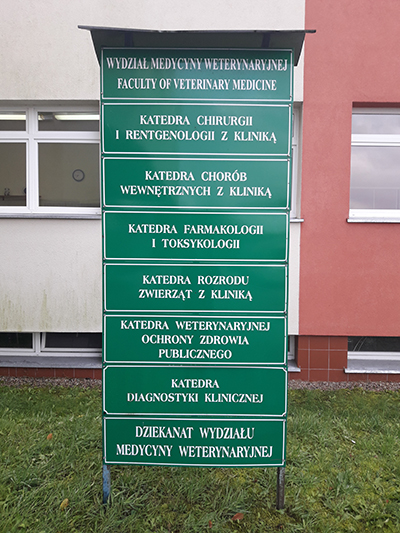 WYDZIAŁ MEDYCYNY WETERYNARYJNEJ
FACULTY OF VETERINARY MEDICINE
KATEDRA CHIRURGII
I RENTGENOLOGII Z KLINIKĄ
KATEDRA CHORÓB
WEWNĘTRZNYCH Z KLINIKĄ
KATEDRA FARMAKOLOGII
I TOKSYKOLOGII
KATEDRA ROZRODU
ZWIERZĄT Z KLINIKĄ
KATEDRA WETERYNARYJNEJ
OCHRONY ZDROWIA
PUBLICZNEGO
KATEDRA
DIAGNOSTYKI KLINICZNEJ
DZIEKANAT WYDZIAŁU
MEDYCYNY WETERYNARYJNEJ